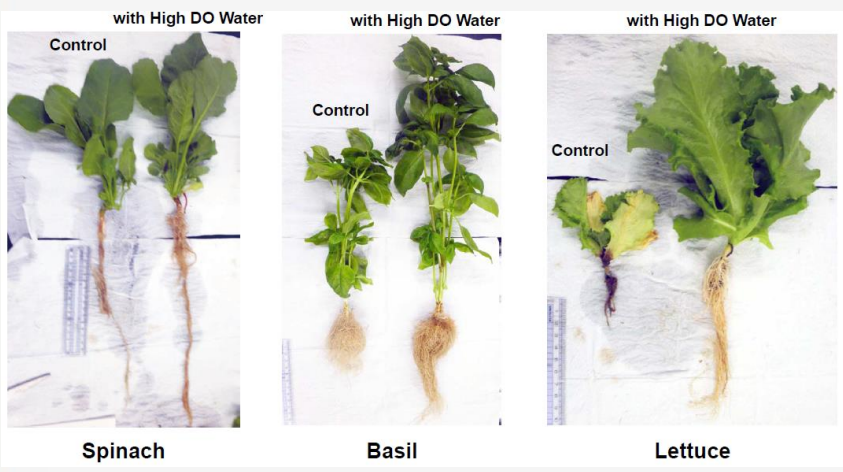 with High DO Water
Control
Spinach
with High DO Water
Control
Basil
with High DO Water
Control
Lettuce